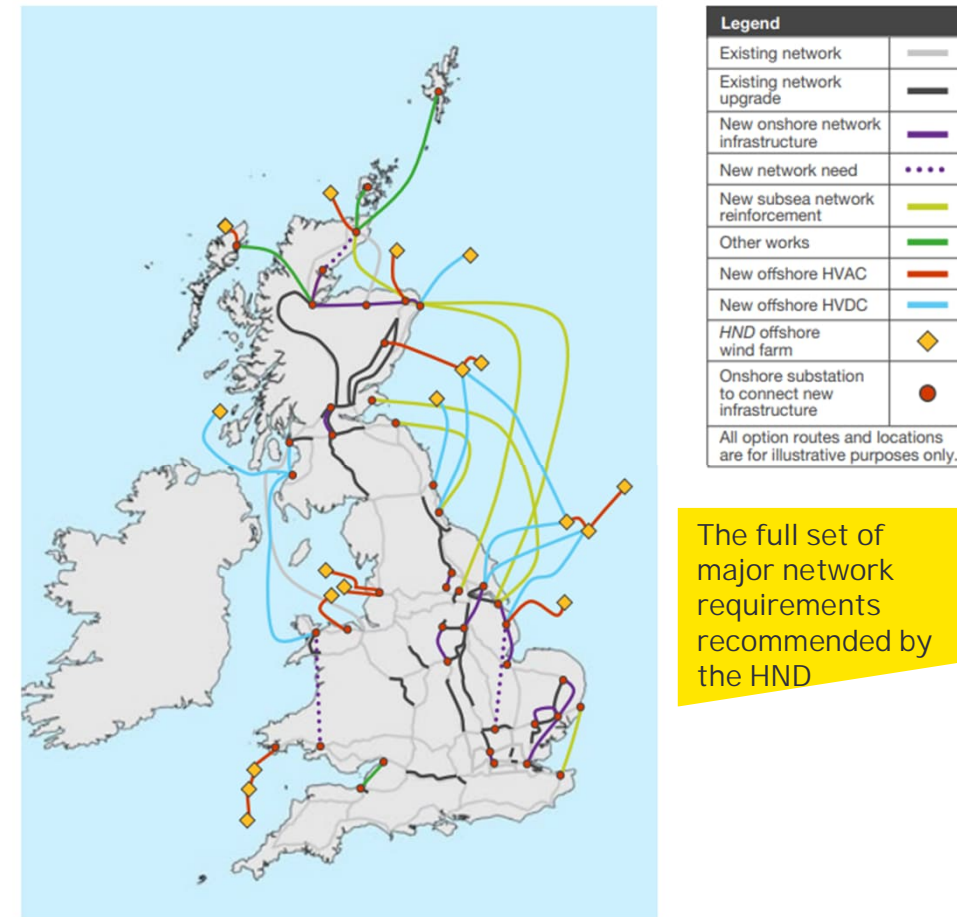 Legend
Existing network
Existing network
upgrade
New onshore network
infrastructure
New network need
New subsea network
reinforcement
Other works
New offshore HVAC
New offshore HVDC
HND offshore
wind farm
Onshore substation
to connect new
infrastructure
All option routes and locations
are for illustrative purposes only.
The full set of
major network
requirements
recommended by
the HND